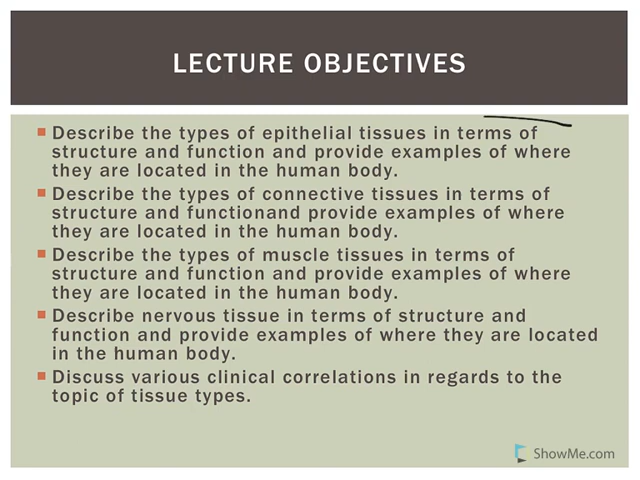 LECTURE OBJECTIVES
Describe the types of epithelial tissues in terms of
structure and function and provide examples of where
they are located in the human body.
Describe the types of connective tissues in terms of
structure and functionand provide examples of where
they are located in the human body.
Describe the types of muscle tissues in terms of
structure and function and provide examples of where
they are located in the human body.
Describe nervous tissue in terms of structure and
function and provide examples of where they are located
in the human body.
Discuss various clinical correlations in regards to the
topic of tissue types.
ShowMe.com